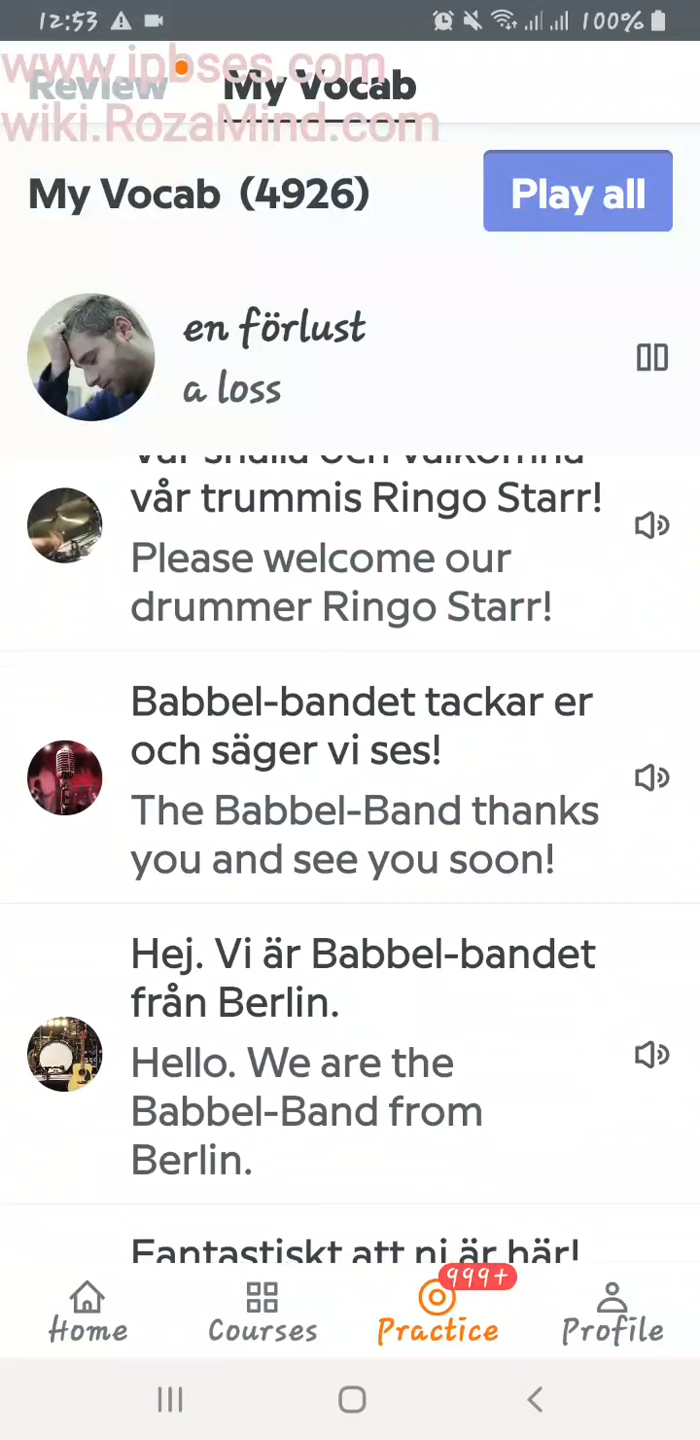 12:53 100%
www.ipbses.com
Review My Vocab
wiki.RozaMind.com
My Vocab (4926) Play all
en förlust
a loss
och välkomna
vår trummis Ringo Starr!
Please welcome our
drummer Ringo Starr!
Babbel-bandet tackar er
och säger vi ses!
The Babbel-Band thanks
you and see you soon!
Hej. Vi är Babbel-bandet
från Berlin.
Hello. We are the
Babbel-Band from
Berlin.
Fantastiskt att ni är här!
999+
Home Courses Practice Profile